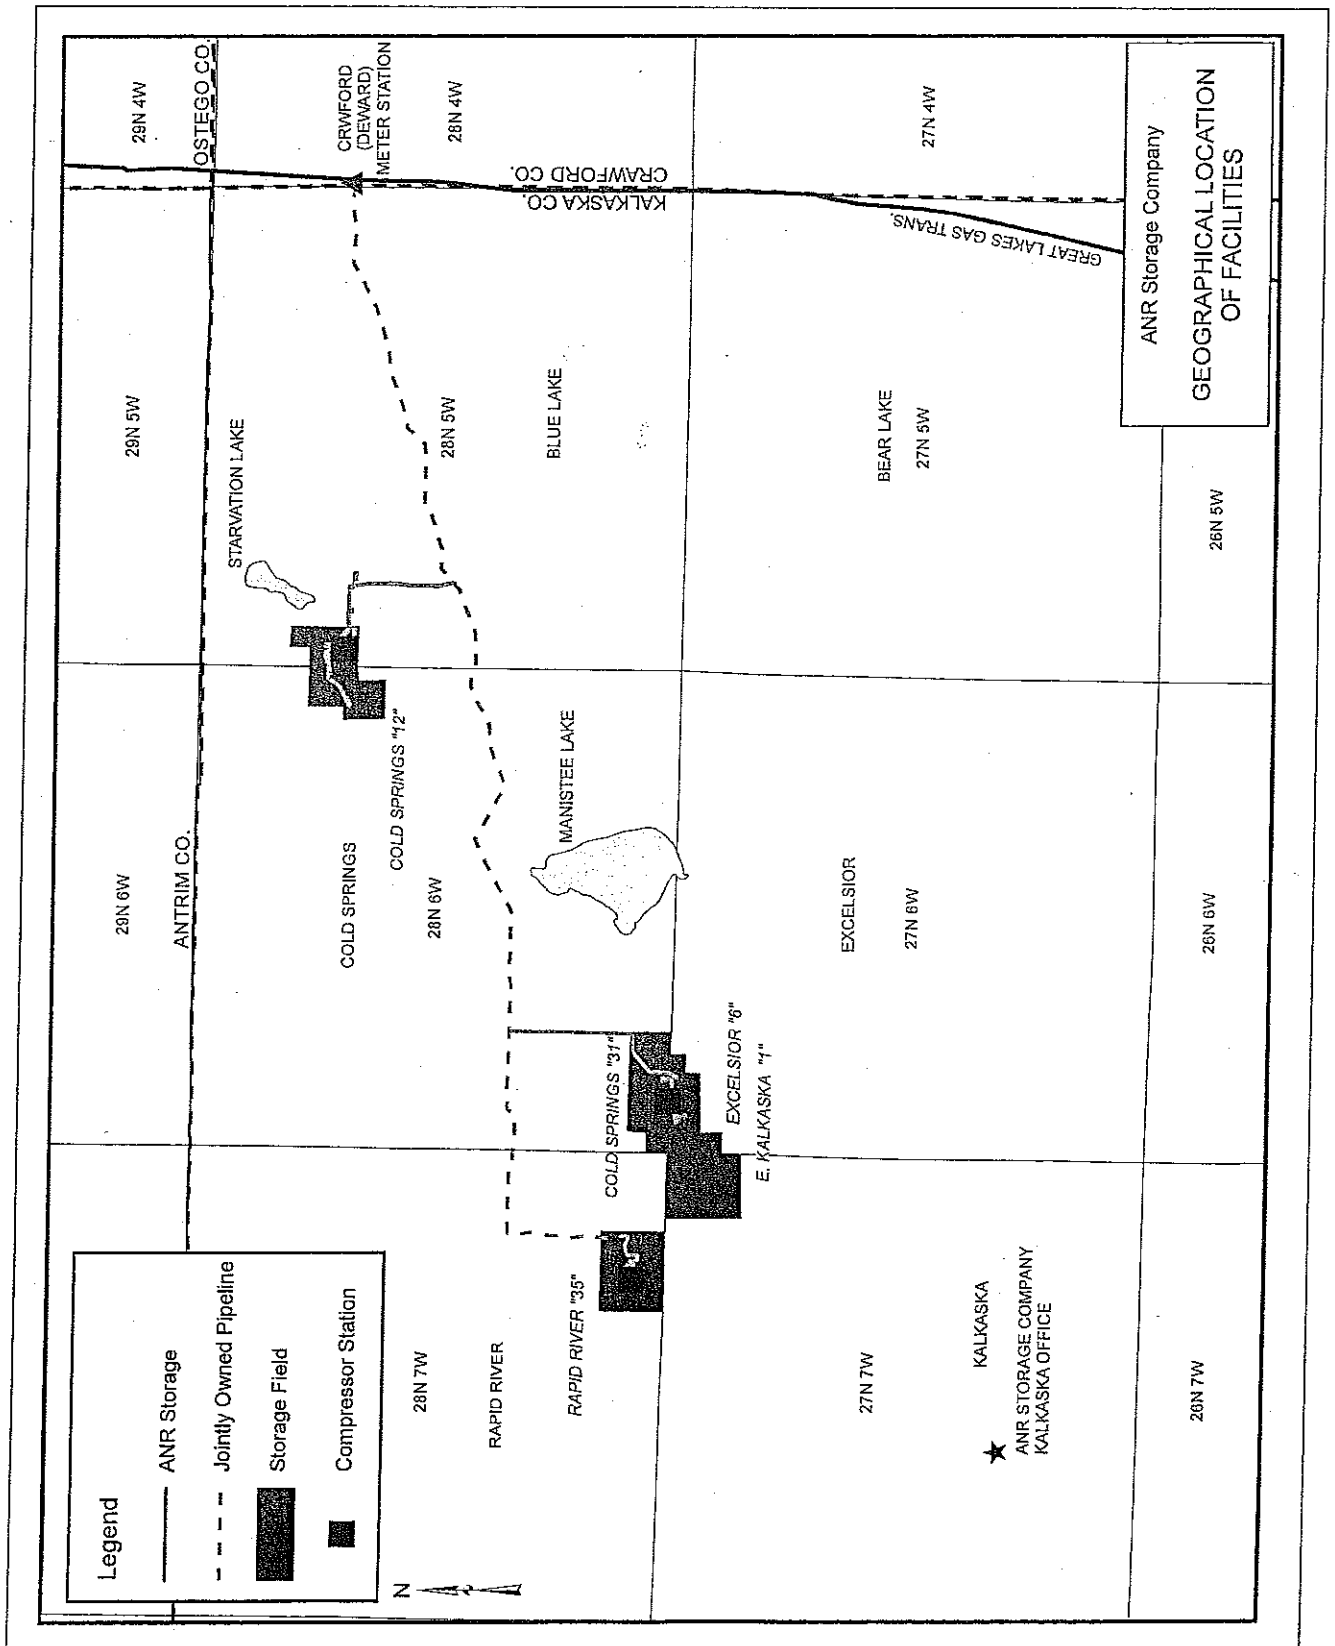 Legend
ANR Storage
Jointly Owned Pipeline
Storage Field
Compressor Station
N
29N 6W
29N 5W
29N 4W
ANTRIM CO.
OSTEGO CO.
STARVATION LAKE
COLD SPRINGS
COLD SPRINGS "12"
28N 7W
28N 6W
28N 5W
28N 4W
CRWFORD
(DEWARD)
METER STATION
RAPID RIVER
RAPID RIVER "35"
COLD SPRINGS "31"
MANISTEE LAKE
BLUE LAKE
KALKASKA CO.
CRAWFORD CO.
EXCELSIOR "6"
E. KALKASKA "1"
27N 7W
EXCELSIOR
27N 6W
BEAR LAKE
27N 5W
27N 4W
GREAT LAKES GAS TRANS.
KALKASKA
ANR STORAGE COMPANY
KALKASKA OFFICE
26N 7W
26N 6W
26N 5W
ANR Storage Company
GEOGRAPHICAL LOCATION
OF FACILITIES